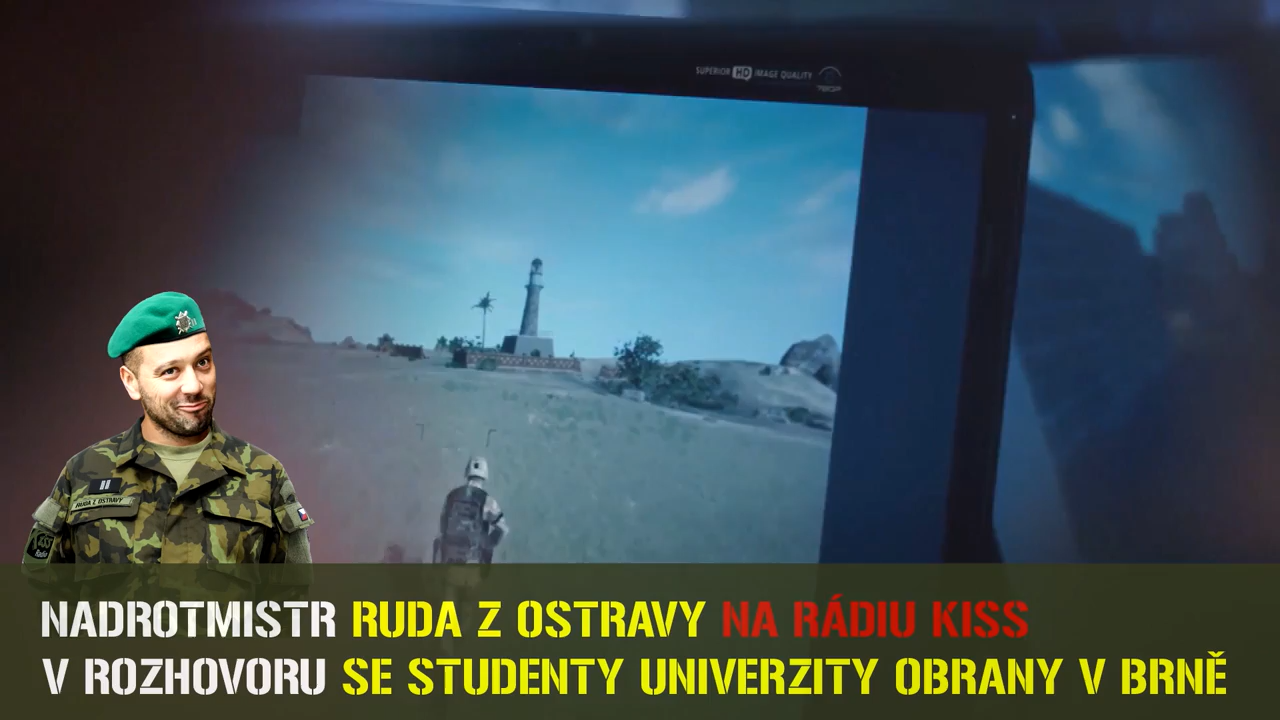 SUPERIOR HD IMAGE QUALITY
RUDA Z OSTRAVY
NADROTMISTR RUDA Z OSTRAVY NA RÁDIU KISS
V ROZHOVORU SE STUDENTY UNIVERZITY OBRANY V BRNĚ